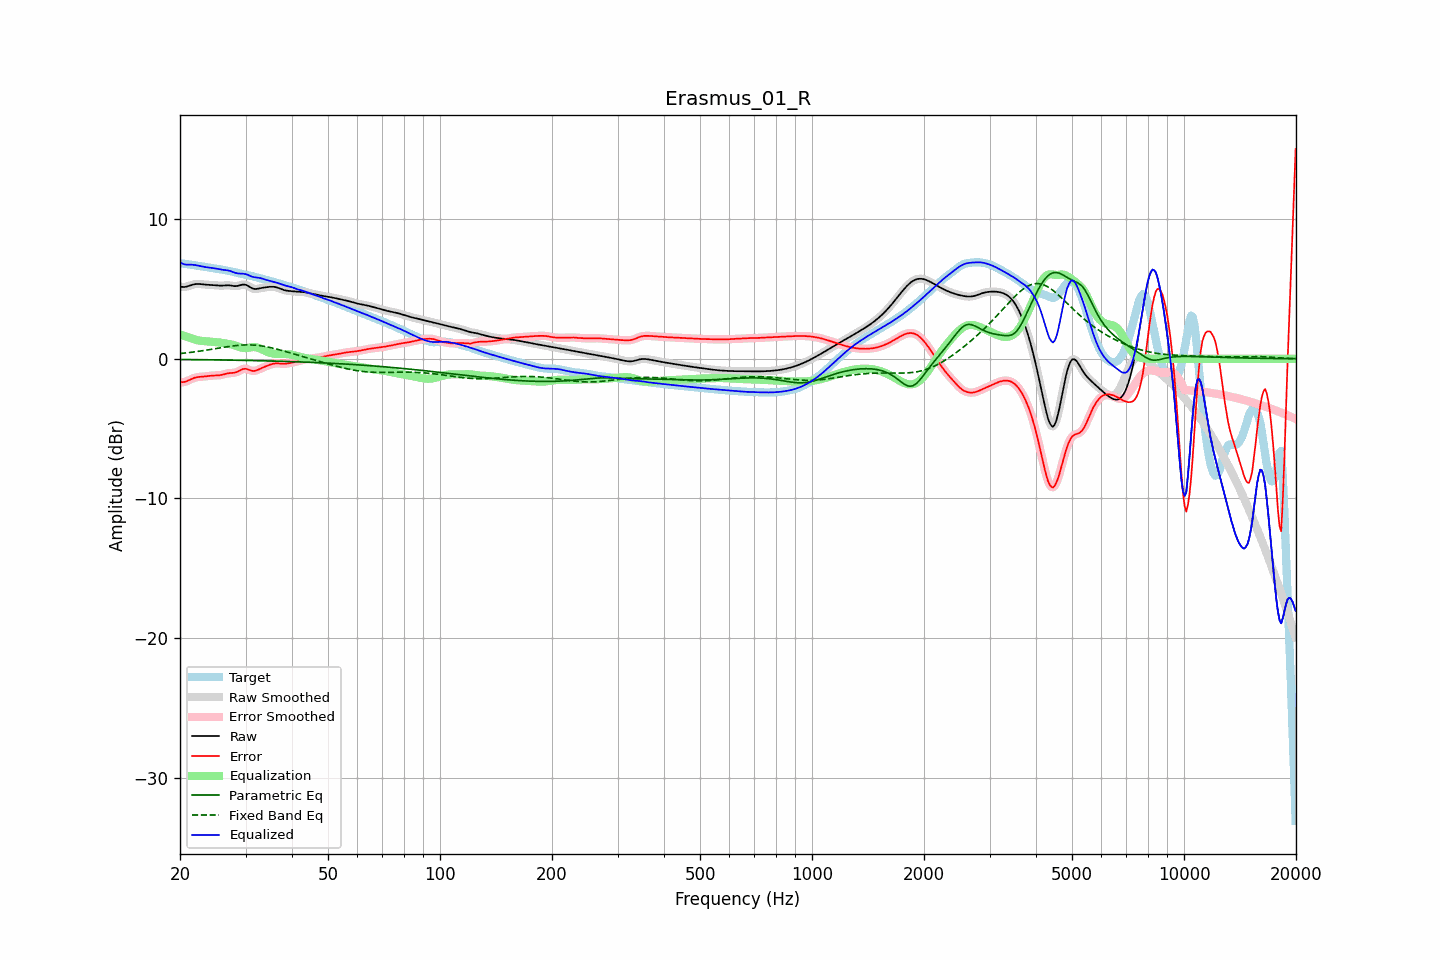 Erasmus_01_R
Amplitude (dBr)
10
0
−10
−20
−30
Target
Raw Smoothed
Error Smoothed
Raw
Error
Equalization
Parametric Eq
Fixed Band Eq
Equalized
20 50 100 200 500 1000 2000 5000 10000 20000
Frequency (Hz)